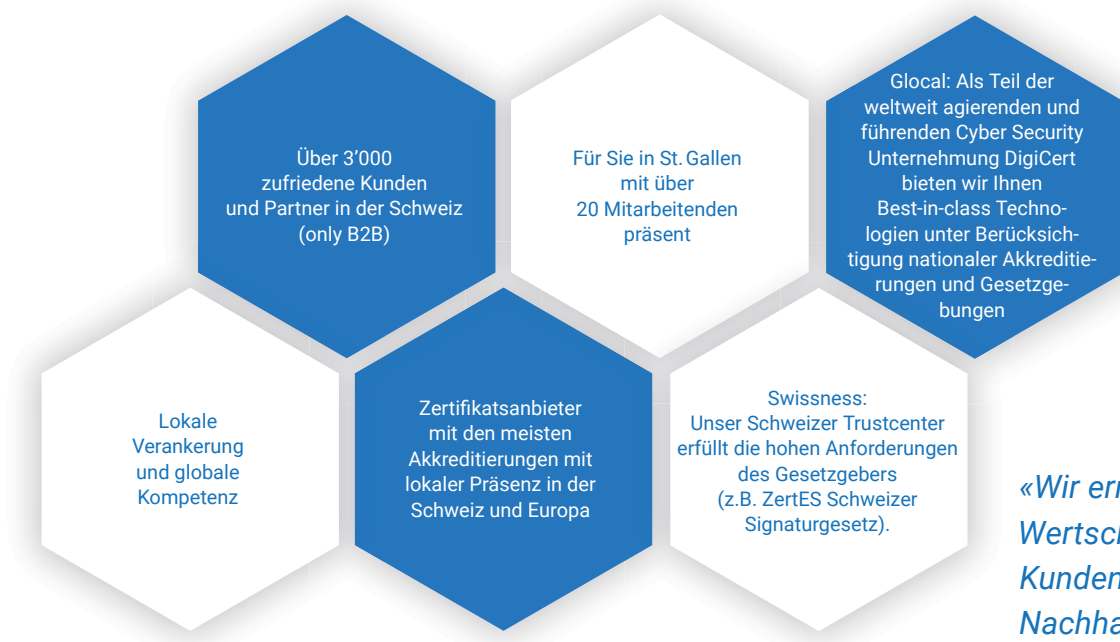 Über 3’000
zufriedene Kunden
und Partner in der Schweiz
(only B2B)
Für Sie in St. Gallen
mit über
20 Mitarbeitenden
präsent
Glocal: Als Teil der
weltweit agierenden und
führenden Cyber Security
Unternehmung DigiCert
bieten wir Ihnen
Best-in-class Techno-
logien unter Berücksich-
tigung nationaler Akkreditie-
rungen und Gesetzge-
bungen
Lokale
Verankerung
und globale
Kompetenz
Zertifikatsanbieter
mit den meisten
Akkreditierungen mit
lokaler Präsenz in der
Schweiz und Europa
Swissness:
Unser Schweizer Trustcenter
erfüllt die hohen Anforderungen
des Gesetzgebers
(z.B. ZertES Schweizer
Signaturgesetz).
«Wir
Kunden